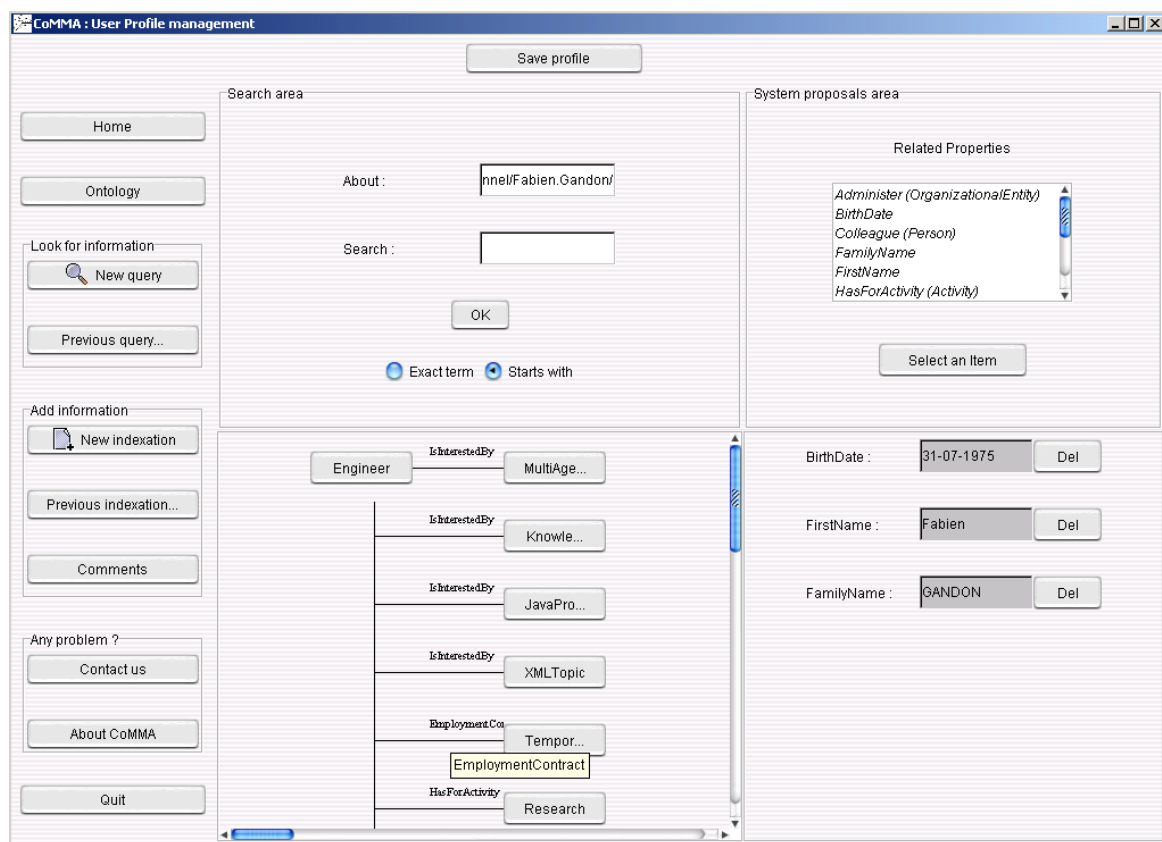 CoMMA : User Profile management
Save profile
Home
Ontology
Look for information
New query
Previous query...
Add information
New indexation
Previous indexation...
Comments
Any problem ?
Contact us
About CoMMA
Quit
Search area
About :
nnel/Fabien.Gandon/
Search :
OK
Exact term
Starts with
System proposals area
Related Properties
Administer (OrganizationalEntity)
BirthDate
Colleague (Person)
FamilyName
FirstName
HasForActivity (Activity)
Select an Item
Engineer
IsInterestedBy
MultiAge...
IsInterestedBy
Knowle...
IsInterestedBy
JavaPro...
IsInterestedBy
XMLTopic
EmploymentCo
Tempor...
EmploymentContract
HasForActivity
Research
BirthDate :
31-07-1975
Del
FirstName :
Fabien
Del
FamilyName :
GANDON
Del